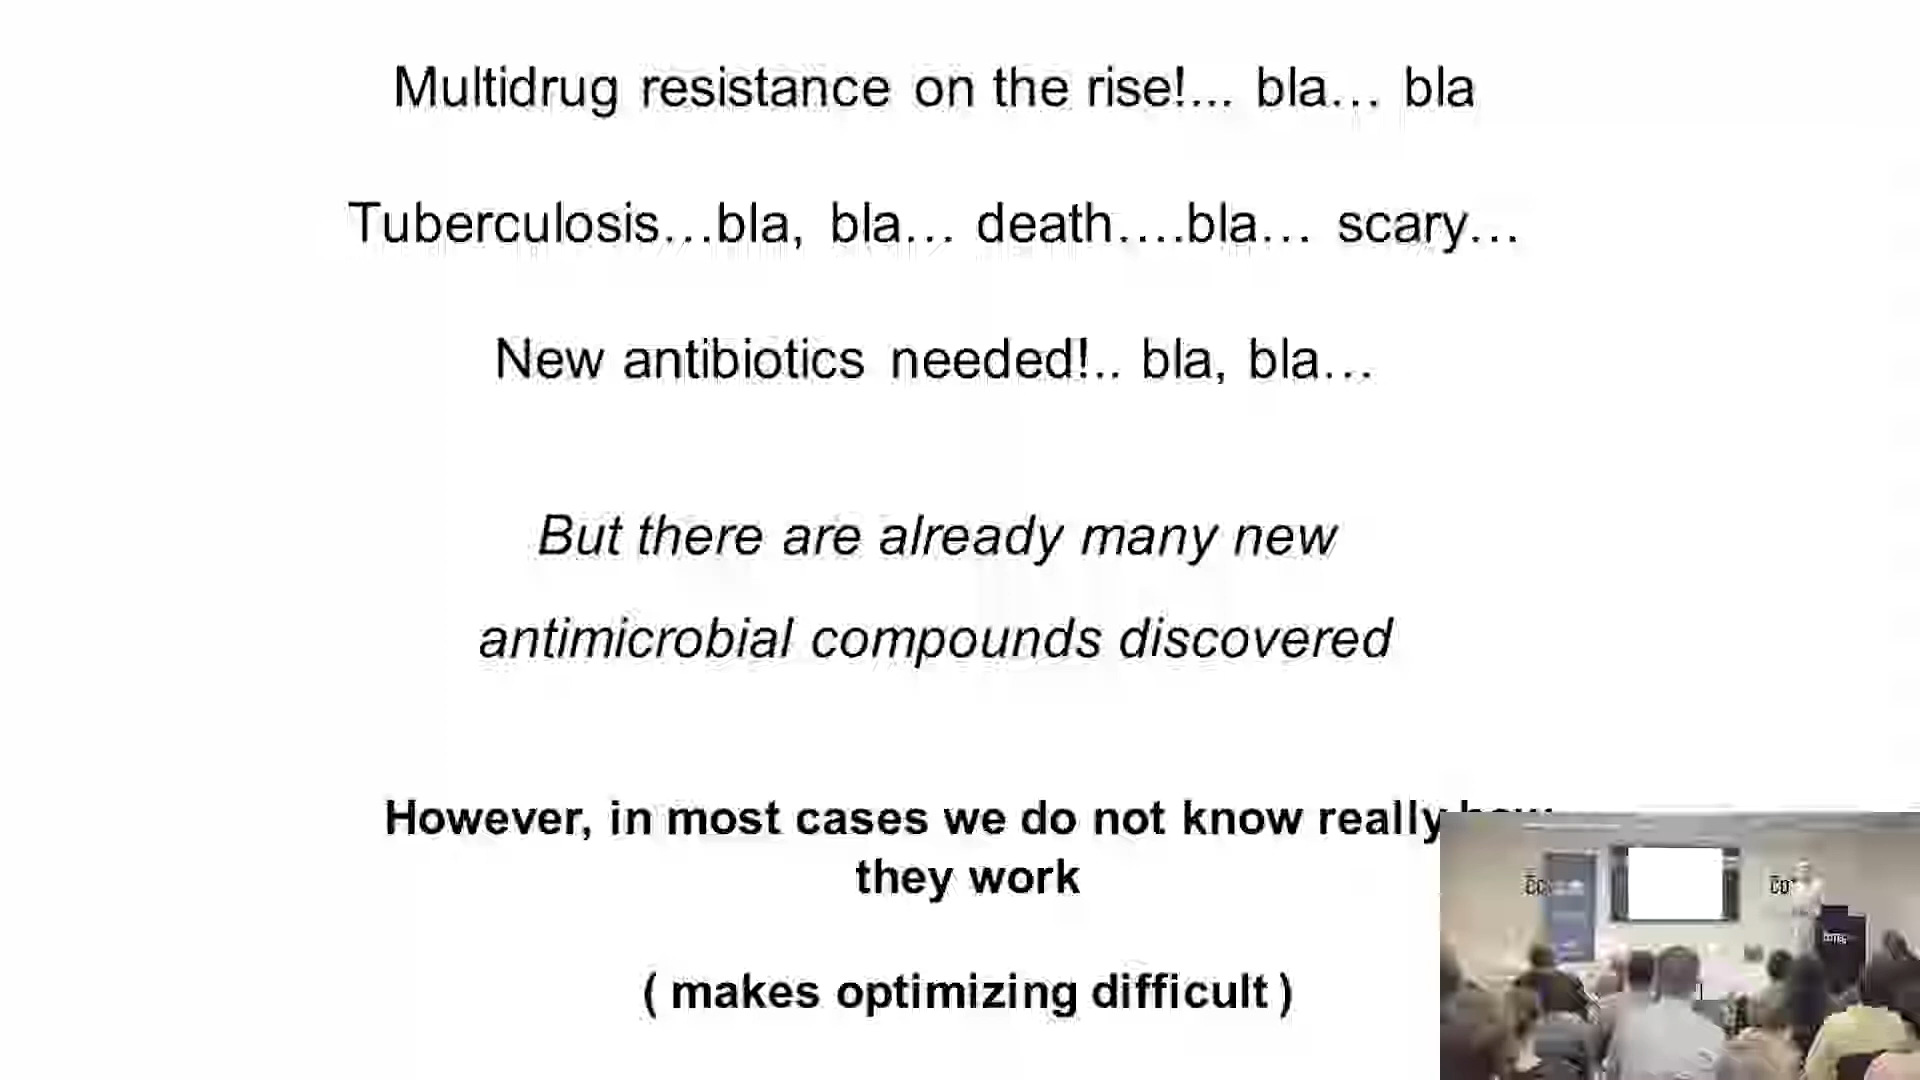 Multidrug resistance on the rise!... bla... bla
Tuberculosis...bla, bla... death....bla... scary...
New antibiotics needed!.. bla, bla...
But there are already many new
antimicrobial compounds discovered
However, in most cases we do not know really
they work
( makes optimizing difficult )